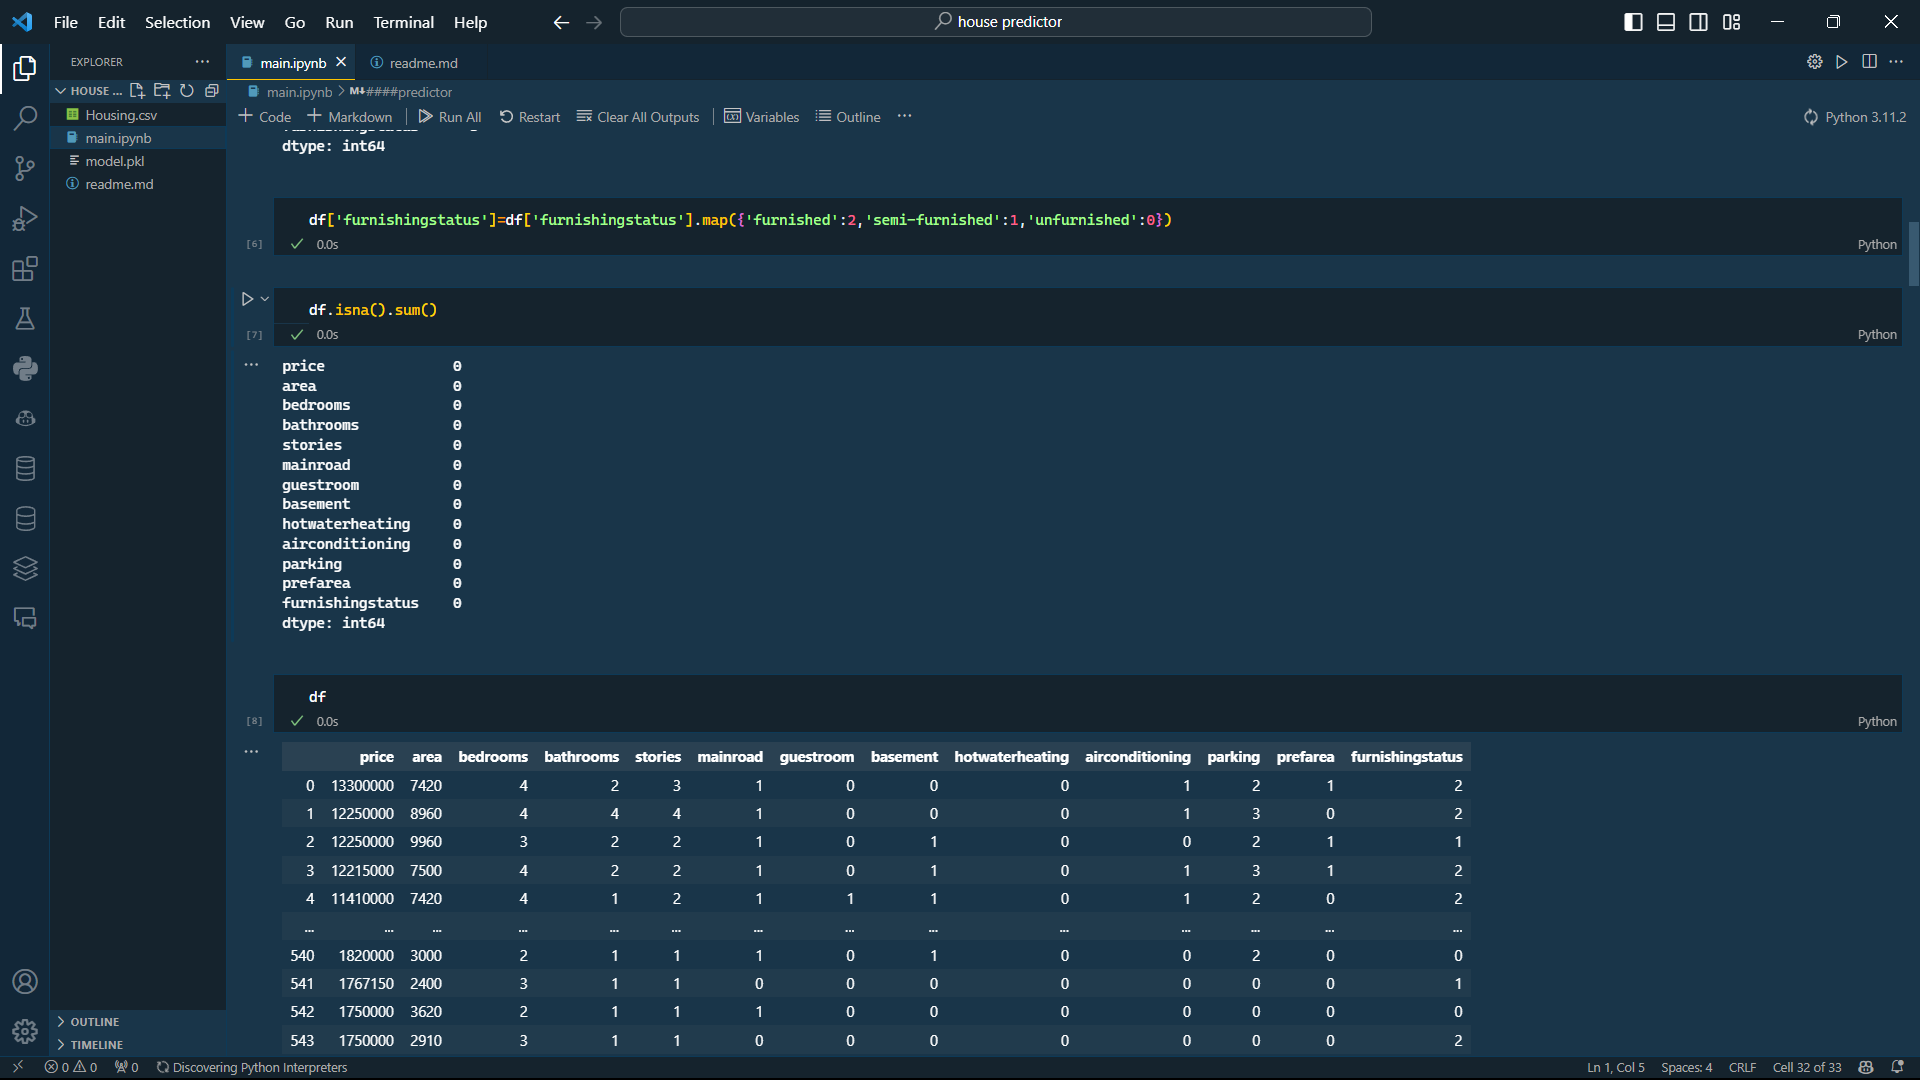 File Edit Selection View Go Run Terminal Help
house predictor
EXPLORER
main.ipynb
readme.md
HOUSE ...
main.ipynb > M↓####predictor
Code Markdown Run All Restart Clear All Outputs Variables Outline ...
Python 3.11.2
Housing.csv
main.ipynb
model.pkl
readme.md
dtype: int64
df['furnishingstatus']=df['furnishingstatus'].map({'furnished':2,'semi-furnished':1,'unfurnished':0})
[6] 0.0s Python
df.isna().sum()
[7] 0.0s Python
price 0
area 0
bedrooms 0
bathrooms 0
stories 0
mainroad 0
guestroom 0
basement 0
hotwaterheating 0
airconditioning 0
parking 0
prefarea 0
furnishingstatus 0
dtype: int64
df
[8] 0.0s Python
price area bedrooms bathrooms stories mainroad guestroom basement hotwaterheating airconditioning parking prefarea furnishingstatus
0 13300000 7420 4 2 3 1 0 0 0 1 2 1 2
1 12250000 8960 4 4 4 1 0 0 0 1 3 0 2
2 12250000 9960 3 2 2 1 0 1 0 0 2 1 1
3 12215000 7500 4 2 2 1 0 1 0 1 3 1 2
4 11410000 7420 4 1 2 1 1 1 0 1 2 0 2
... ... ... ... ... ... ... ... ... ... ... ... ... ...
540 1820000 3000 2 1 1 1 0 1 0 0 2 0 0
541 1767150 2400 3 1 1 0 0 0 0 0 0 0 1
542 1750000 3620 2 1 1 1 0 0 0 0 0 0 0
543 1750000 2910 3 1 1 0 0 0 0 0 0 0 2
OUTLINE
TIMELINE
0 0 0 Discovering Python Interpreters
Ln 1, Col 5 Spaces: 4 CRLF Cell 32 of 33